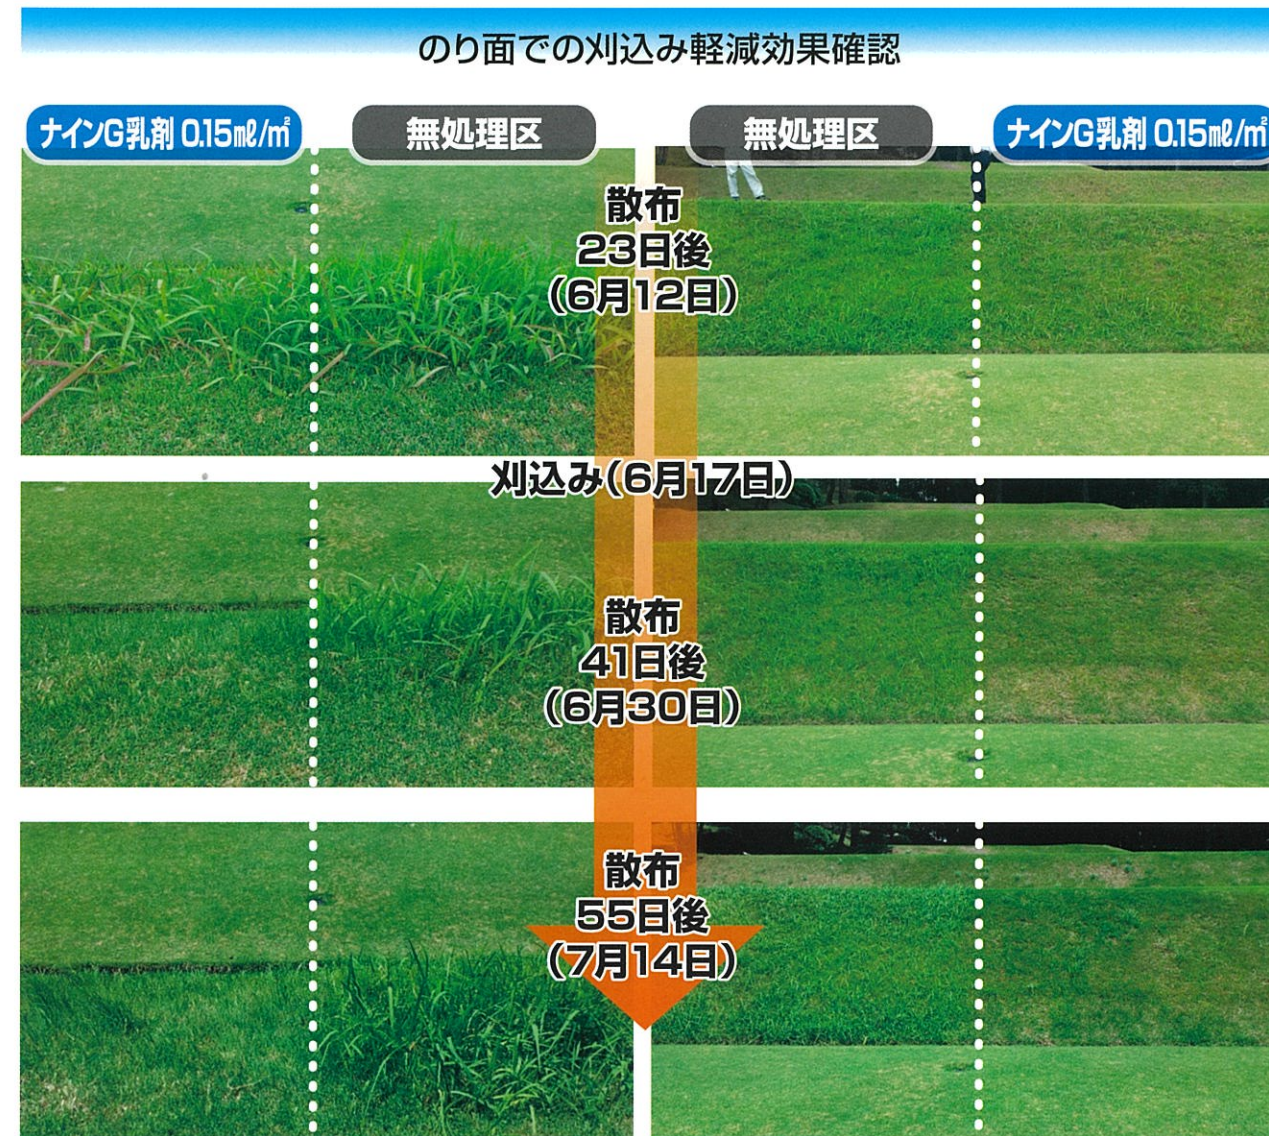 のり面での刈込み軽減効果確認
ナインG乳剤 0.15㎖/㎡
無処理区
無処理区
ナインG乳剤 0.15㎖/㎡
散布
23日後
(6月12日)
刈込み(6月17日)
散布
41日後
(6月30日)
散布
55日後
(7月14日)